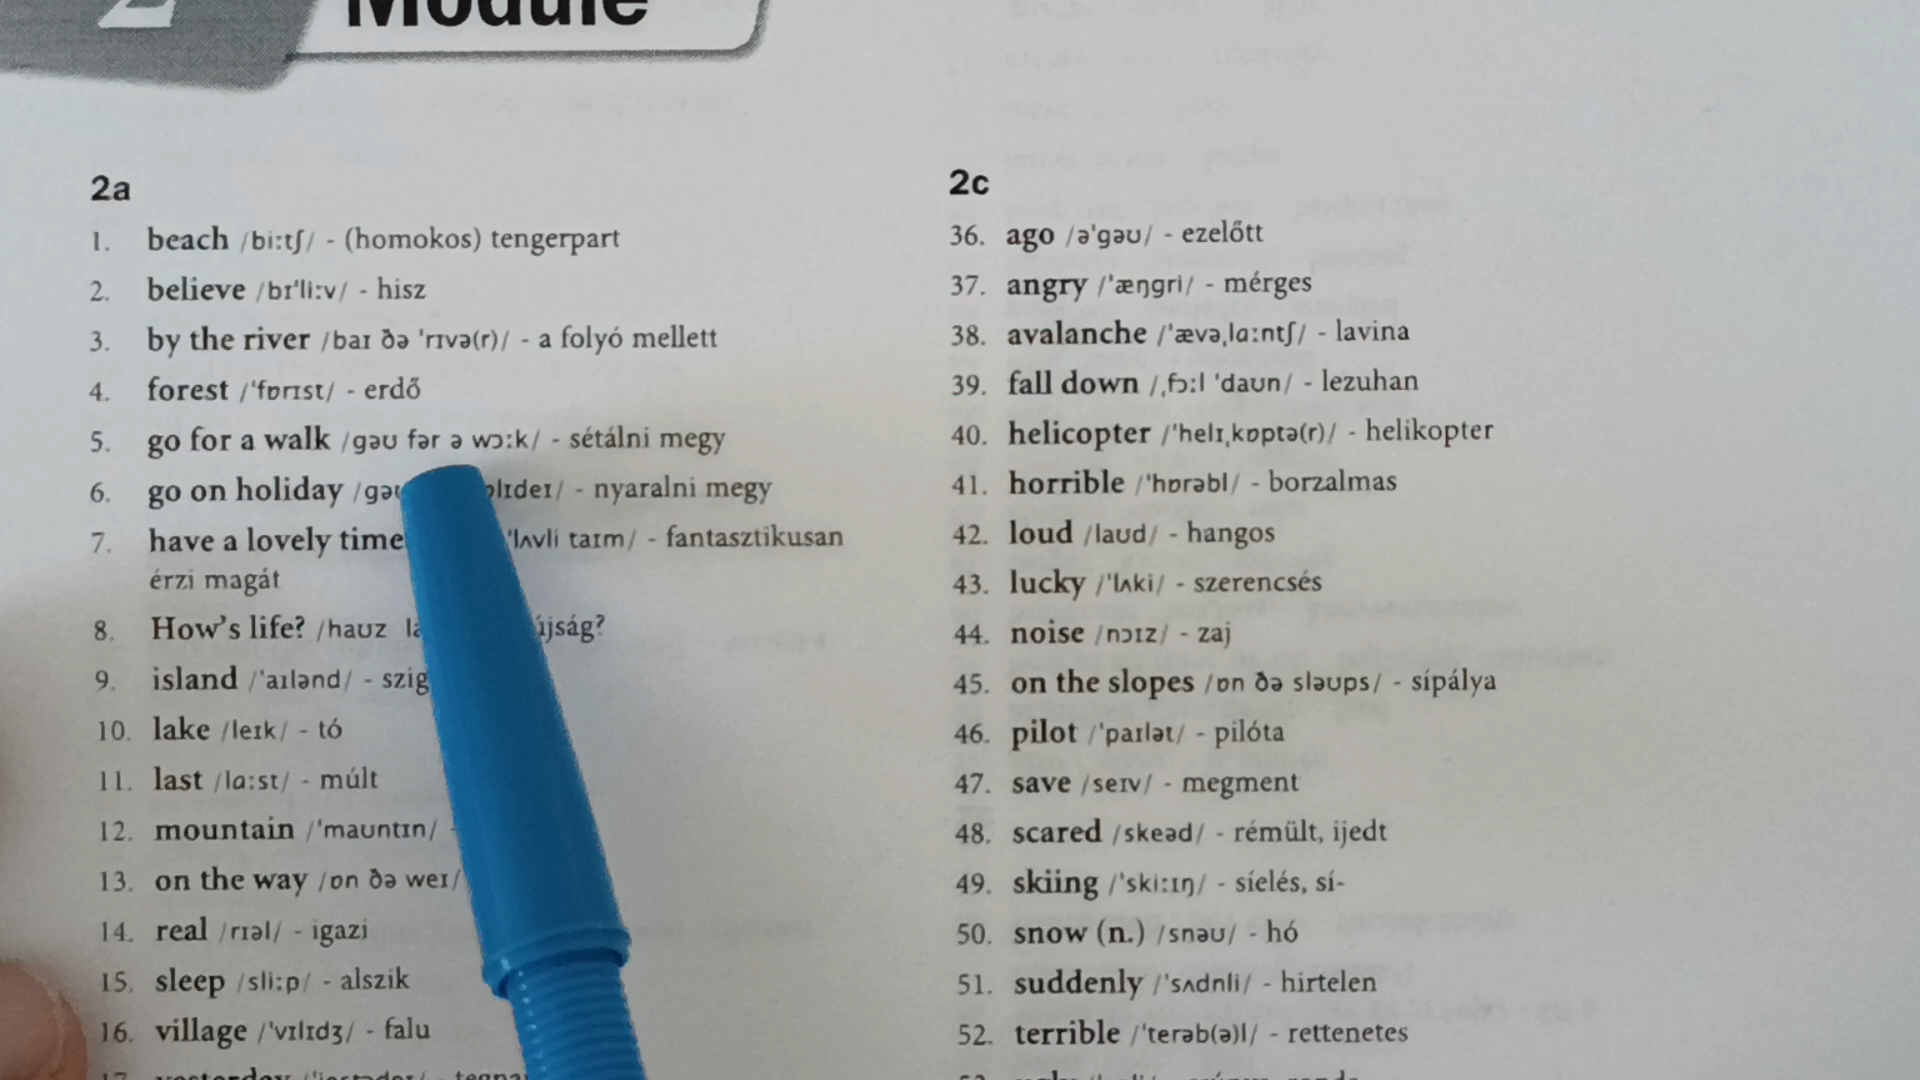 2 Module
2a
1. beach /biːtʃ/ - (homokos) tengerpart
2. believe /bɪˈliːv/ - hisz
3. by the river /baɪ ðə ˈrɪvə(r)/ - a folyó mellett
4. forest /ˈfɒrɪst/ - erdő
5. go for a walk /ɡəʊ fər ə wɔːk/ - sétálni megy
6. go on holiday - nyaralni megy
7. have a lovely time ˈlʌvli taɪm/ - fantasztikusan
érzi magát
8. How's life? /haʊz
9. island /ˈaɪlənd/ -
10. lake /leɪk/ - tó
11. last /lɑːst/ - múlt
12. mountain /ˈmaʊntɪn/
13. on the way /ɒn ðə weɪ/
14. real /rɪəl/ - igazi
15. sleep /sliːp/ - alszik
16. village /ˈvɪlɪdʒ/ - falu
2c
36. ago /əˈɡəʊ/ - ezelőtt
37. angry /ˈæŋɡri/ - mérges
38. avalanche /ˈævəˌlɑːntʃ/ - lavina
39. fall down /ˌfɔːl ˈdaʊn/ - lezuhan
40. helicopter /ˈhelɪˌkɒptə(r)/ - helikopter
41. horrible /ˈhɒrəbl/ - borzalmas
42. loud /laʊd/ - hangos
43. lucky /ˈlʌki/ - szerencsés
44. noise /nɔɪz/ - zaj
45. on the slopes /ɒn ðə sləʊps/ - sípálya
46. pilot /ˈpaɪlət/ - pilóta
47. save /seɪv/ - megment
48. scared /skeəd/ - rémült, ijedt
49. skiing /ˈskiːɪŋ/ - síelés, sí-
50. snow (n.) /snəʊ/ - hó
51. suddenly /ˈsʌdnli/ - hirtelen
52. terrible /ˈterəb(ə)l/ - rettenetes